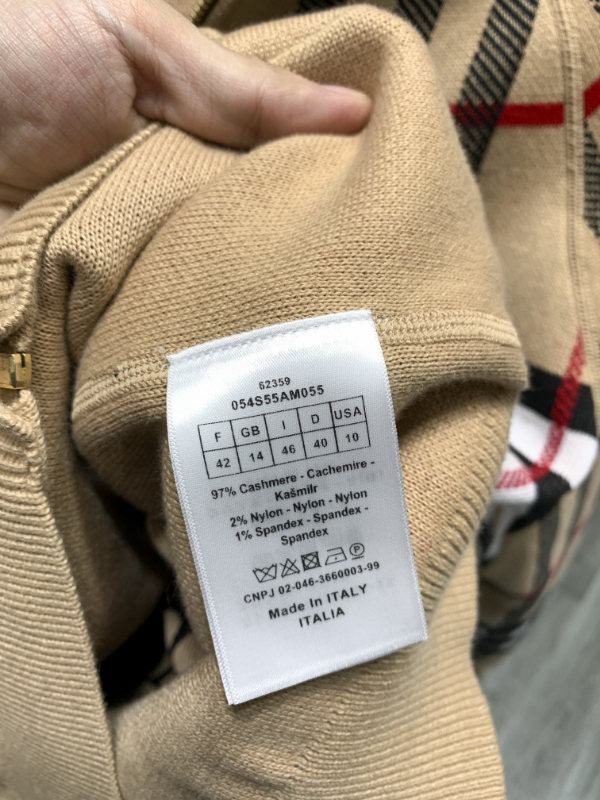 62359
054S55AM055
F GB I D USA
42 14 46 40 10
97% Cashmere - Cachemire -
Kašmilr
2% Nylon - Nylon - Nylon
1% Spandex - Spandex -
Spandex
CNPJ 02-046-3660003-99
Made In ITALY
ITALIA